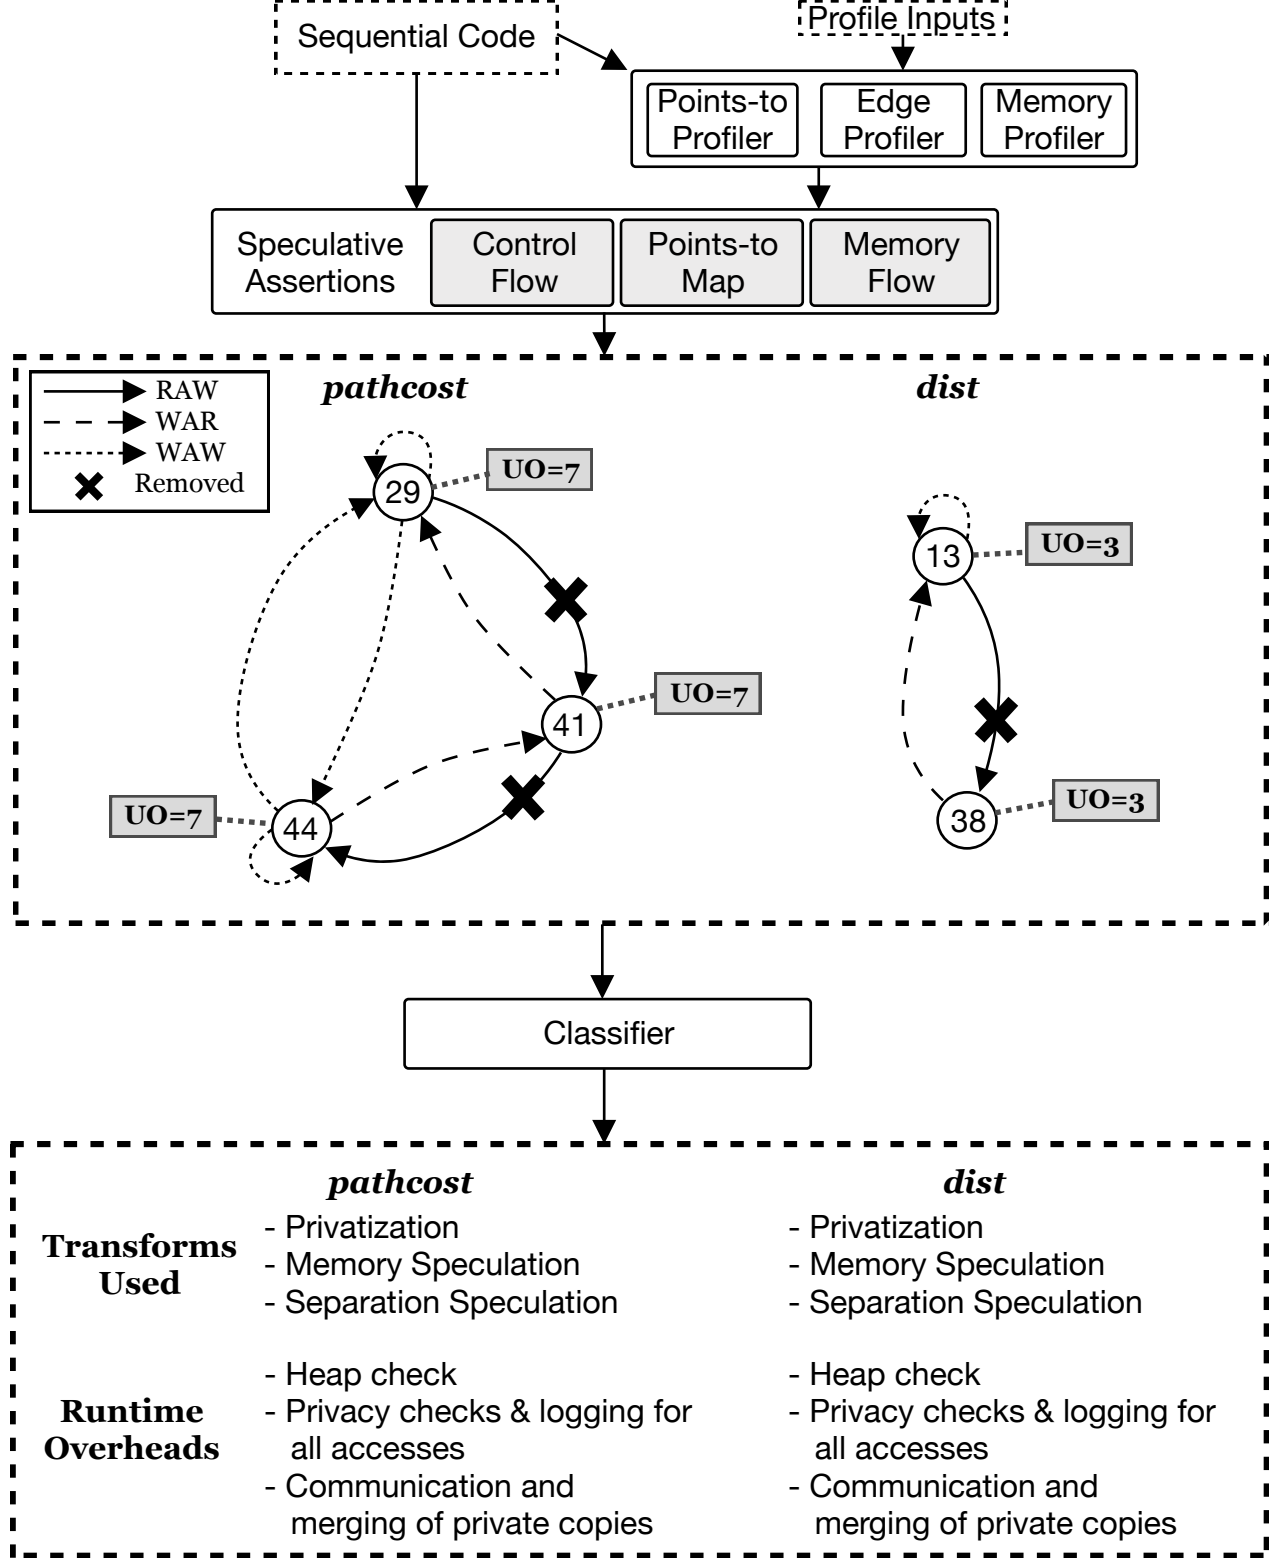 Sequential Code
Profile Inputs
Points-to
Profiler
Edge
Profiler
Memory
Profiler
Speculative
Assertions
Control
Flow
Points-to
Map
Memory
Flow
RAW
WAR
WAW
Removed
pathcost
dist
29
UO=7
13
UO=3
41
UO=7
44
UO=7
38
UO=3
Classifier
pathcost
dist
Transforms
Used
- Privatization
- Memory Speculation
- Separation Speculation
- Privatization
- Memory Speculation
- Separation Speculation
Runtime
Overheads
- Heap check
- Privacy checks & logging for
all accesses
- Communication and
merging of private copies
- Heap check
- Privacy checks & logging for
all accesses
- Communication and
merging of private copies